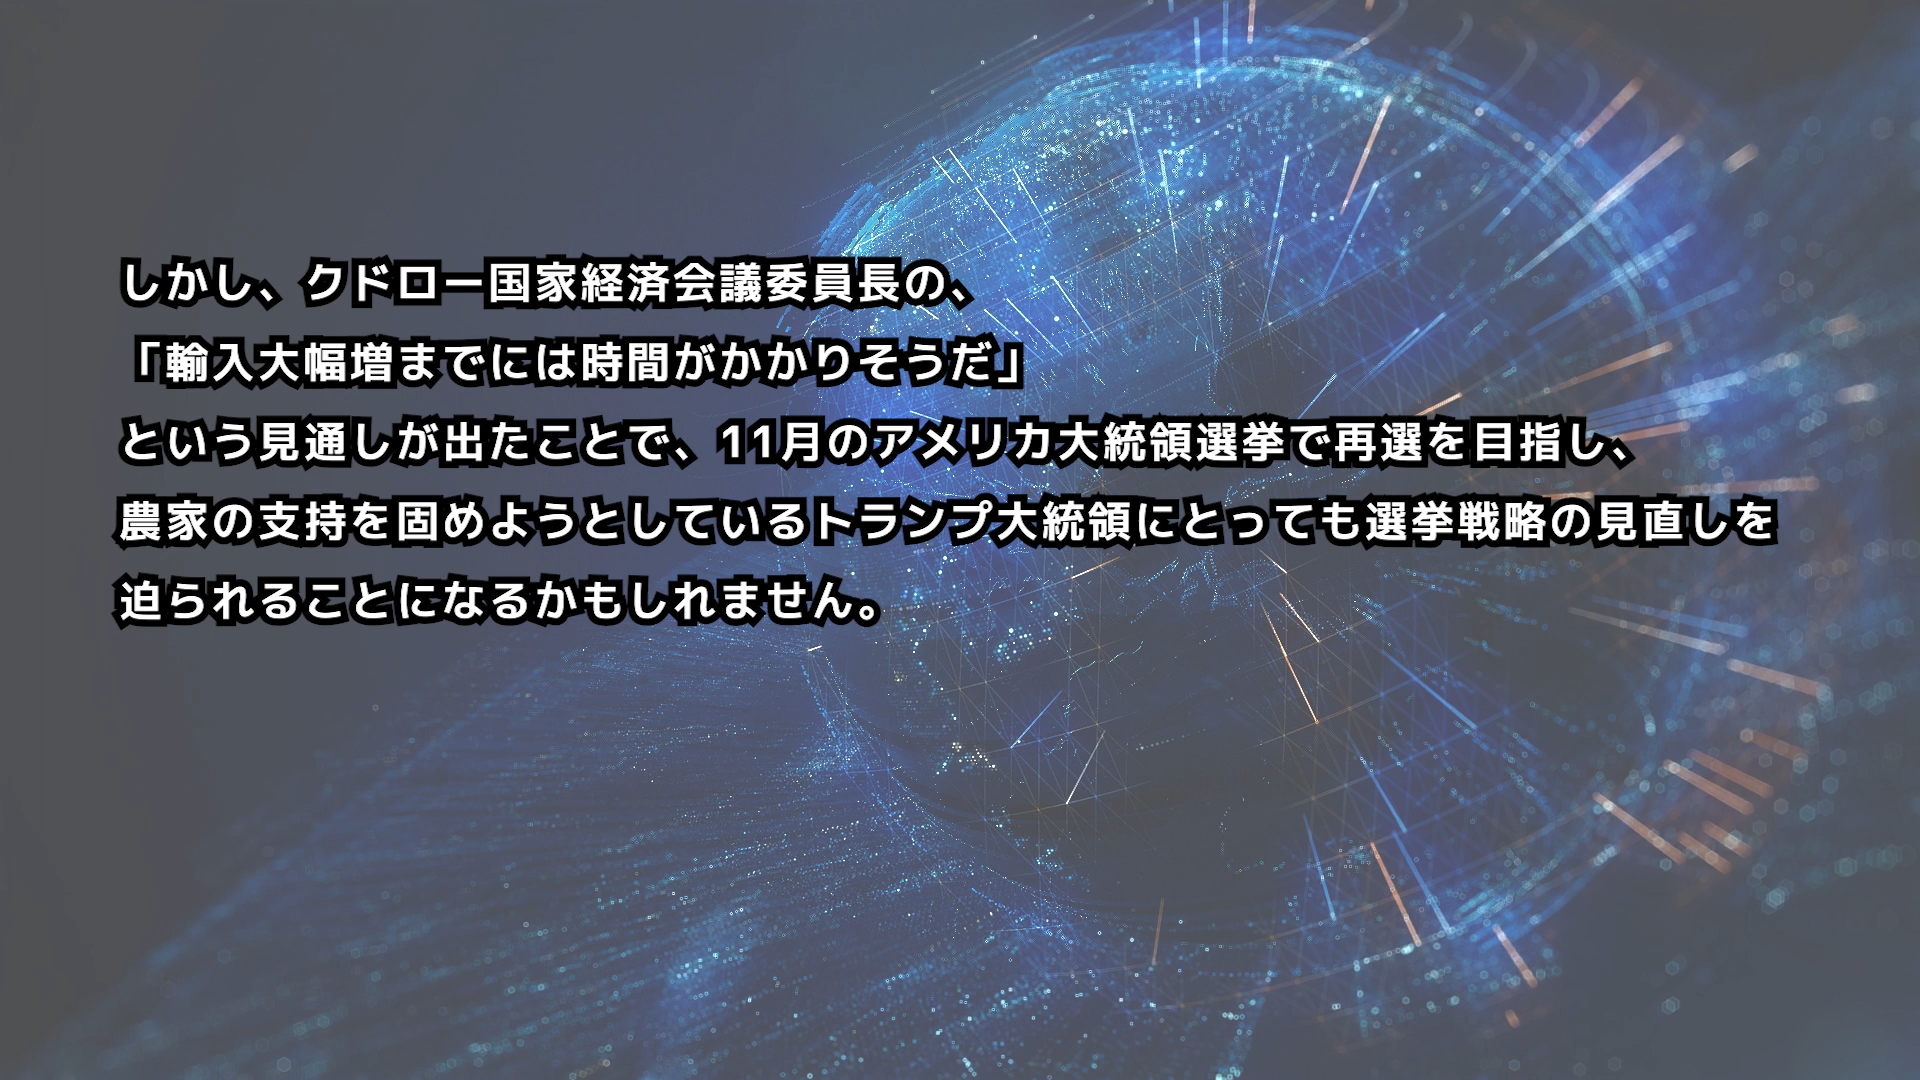 しかし、クドロー国家経済会議委員長の、
「輸入大幅増までには時間がかかりそうだ」
という見通しが出たことで、11月のアメリカ大統領選挙で再選を目指し、
農家の支持を固めようとしているトランプ大統領にとっても選挙戦略の見直しを
迫られることになるかもしれません。